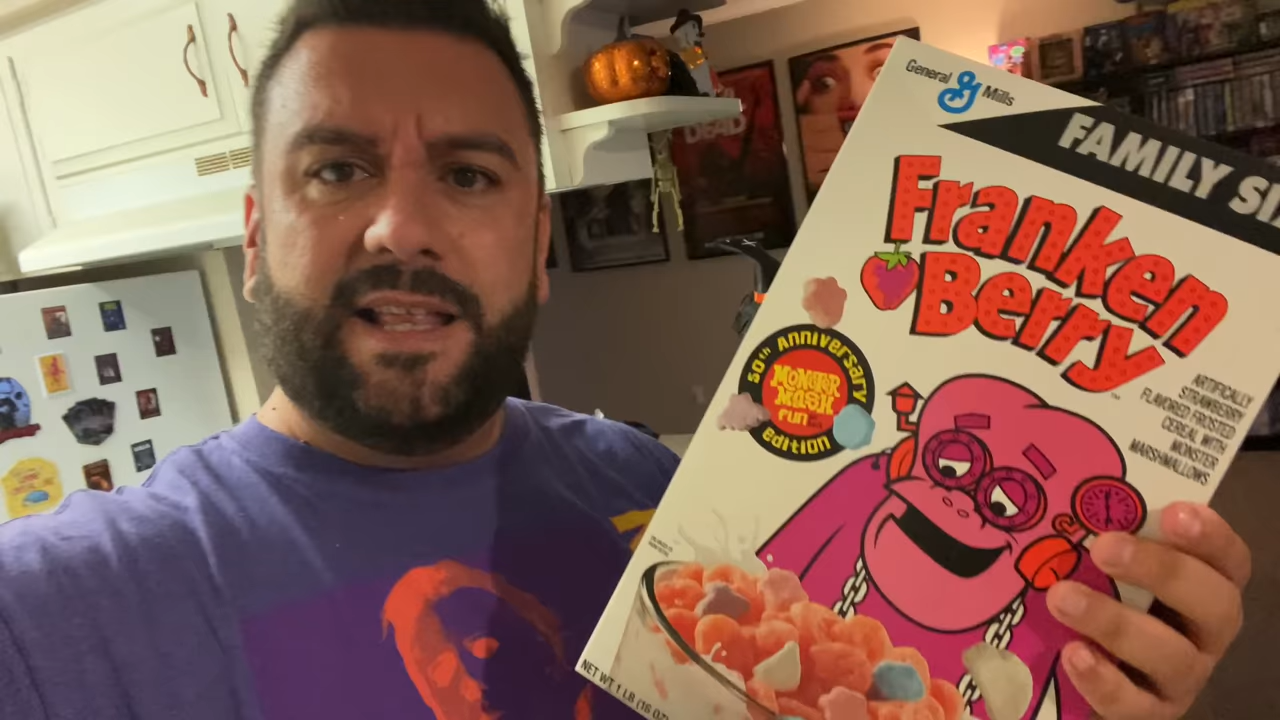 General Mills
FAMILY SI
Franken
Berry
50th ANNIVERSARY
MONSTER
MASH
FUN
edition
ARTIFICIALLY
STRAWBERRY
FLAVORED FROSTED
CEREAL WITH
MONSTER
MARSHMALLOWS
NET WT 1 LB (16 OZ
DEAD